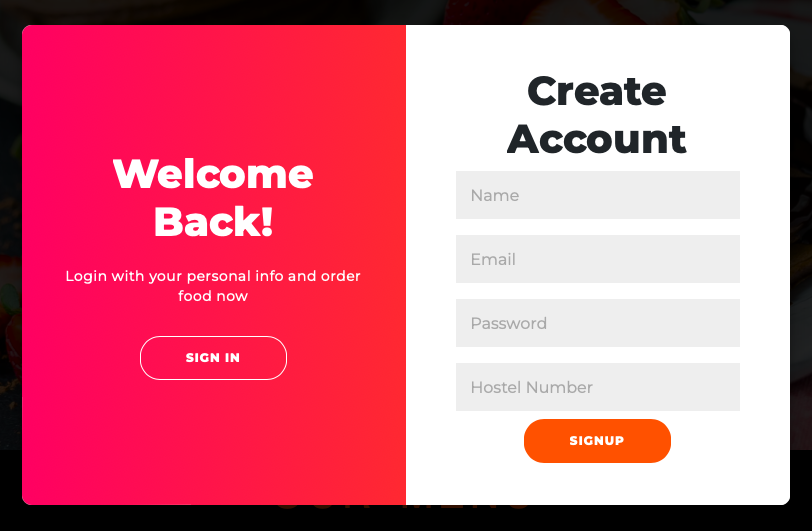 Welcome
Back!
Login with your personal info and order
food now
SIGN IN
Create
Account
Name
Email
Password
Hostel Number
SIGNUP